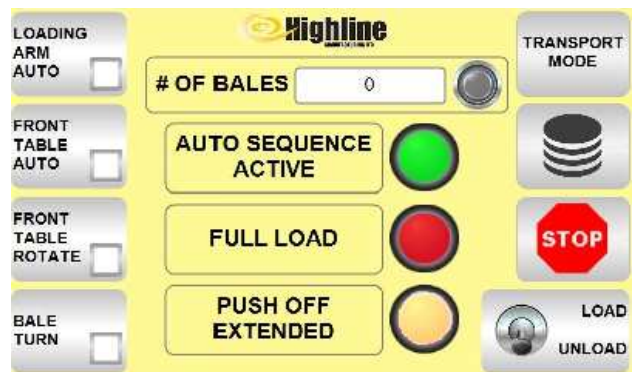 LOADING
ARM
AUTO
Highline
TRANSPORT
MODE
# OF BALES
0
FRONT
TABLE
AUTO
AUTO SEQUENCE
ACTIVE
FRONT
TABLE
ROTATE
FULL LOAD
STOP
BALE
TURN
PUSH OFF
EXTENDED
LOAD
UNLOAD